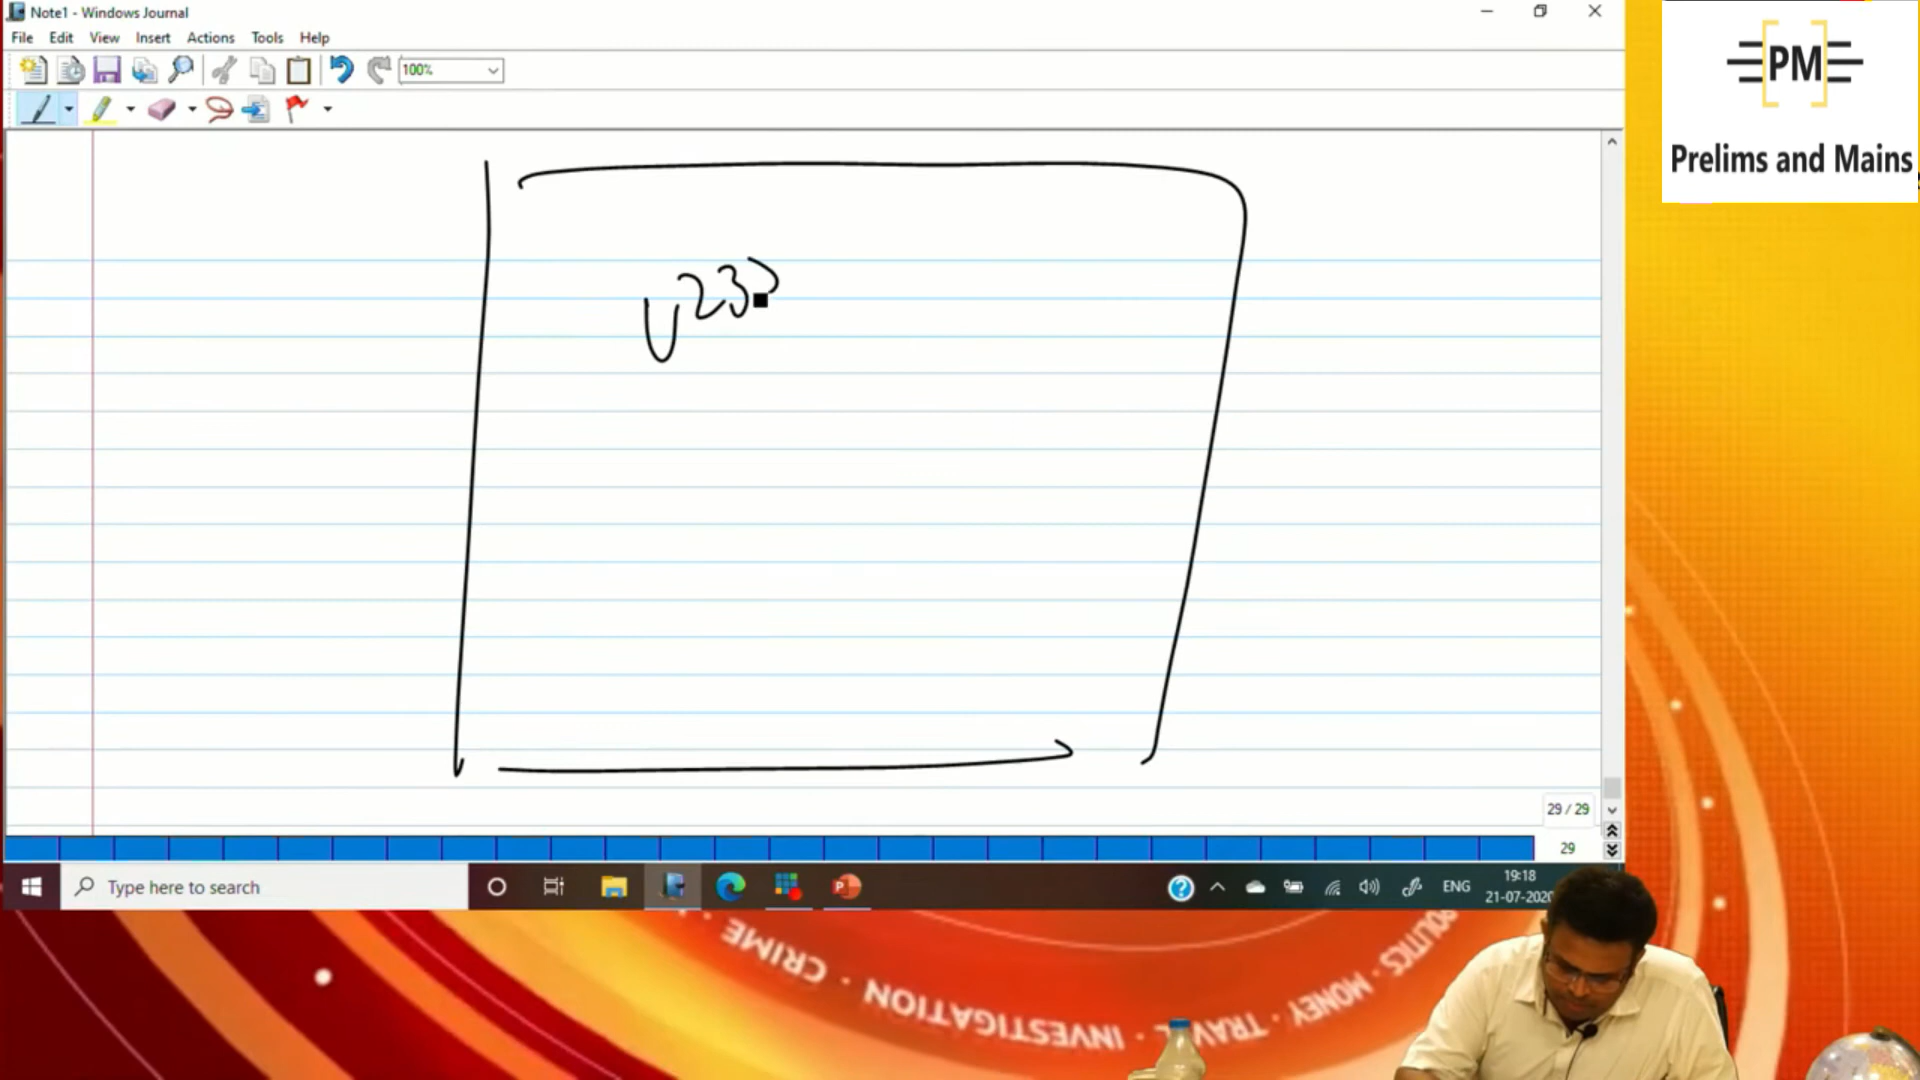 Note1 - Windows Journal
File Edit View Insert Actions Tools Help
100%
PM
Prelims and Mains
U23
29 / 29
29
Type here to search
ENG
19:18
21-07-2020
CRIME · INVESTIGATION · TRAVEL · MONEY · POLITICS